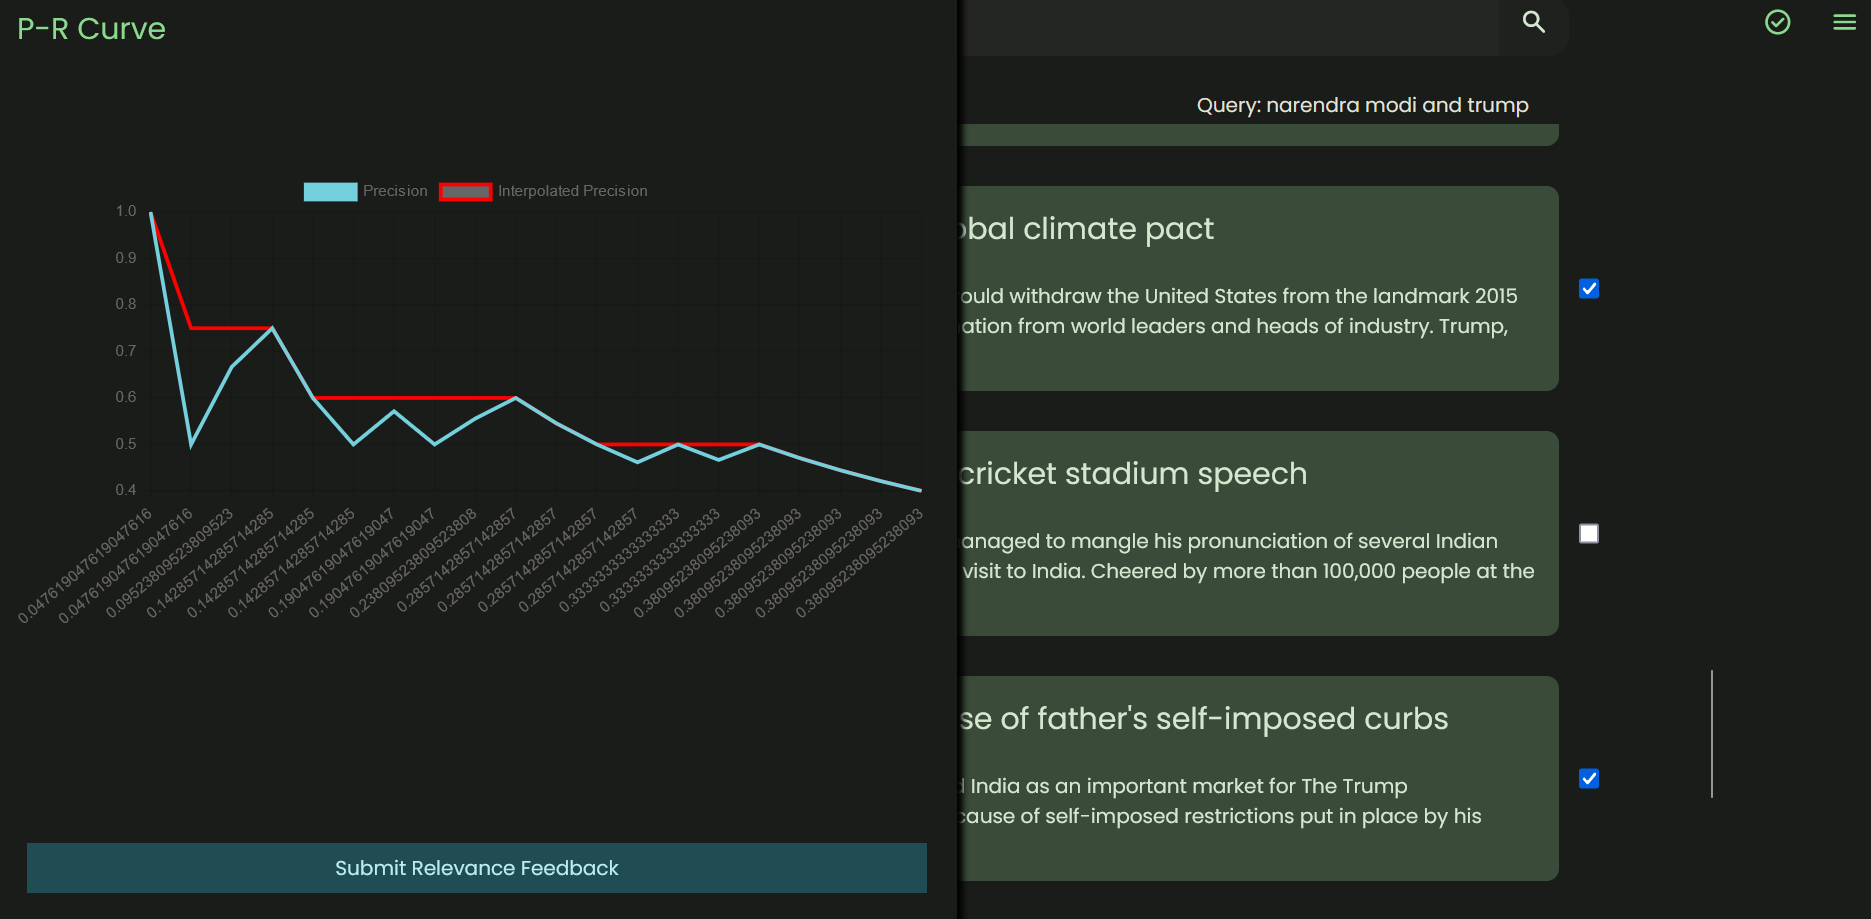 P-R Curve
Query: narendra modi and trump
Precision
Interpolated Precision
1.0
0.9
0.8
0.7
0.6
0.5
0.4
0.047619047619047616
0.047619047619047616
0.09523809523809523
0.14285714285714285
0.14285714285714285
0.14285714285714285
0.19047619047619047
0.19047619047619047
0.23809523809523808
0.2857142857142857
0.2857142857142857
0.2857142857142857
0.2857142857142857
0.3333333333333333
0.3333333333333333
0.38095238095238093
0.38095238095238093
0.38095238095238093
0.38095238095238093
0.38095238095238093
Submit Relevance Feedback
obal climate pact
ould withdraw the United States from the landmark 2015
ation from world leaders and heads of industry. Trump,
cricket stadium speech
anaged to mangle his pronunciation of several Indian
visit to India. Cheered by more than 100,000 people at the
se of father's self-imposed curbs
India as an important market for The Trump
cause of self-imposed restrictions put in place by his